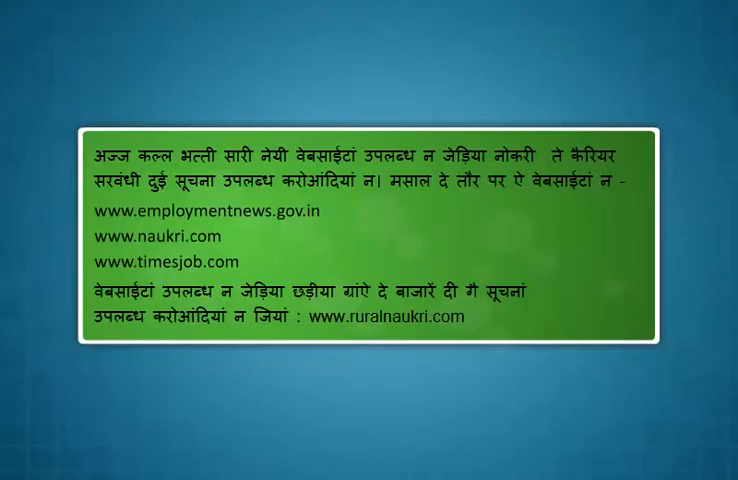 अज्ज कल्ल भत्ती सारी नेयी वेबसाईटां उपलब्ध न जेड़िया नोकरी ते कैरियर
सरवंधी दुई सूचना उपलब्ध करोआंदियां न। मसाल दे तौर पर ऐ वेबसाईटां न -
www.employmentnews.gov.in
www.naukri.com
www.timesjob.com
वेबसाईटां उपलब्ध न जेड़िया छड़ीया ग्रांऐ दे बाजारें दी गै सूचनां
उपलब्ध करोआंदियां न जियां : www.ruralnaukri.com